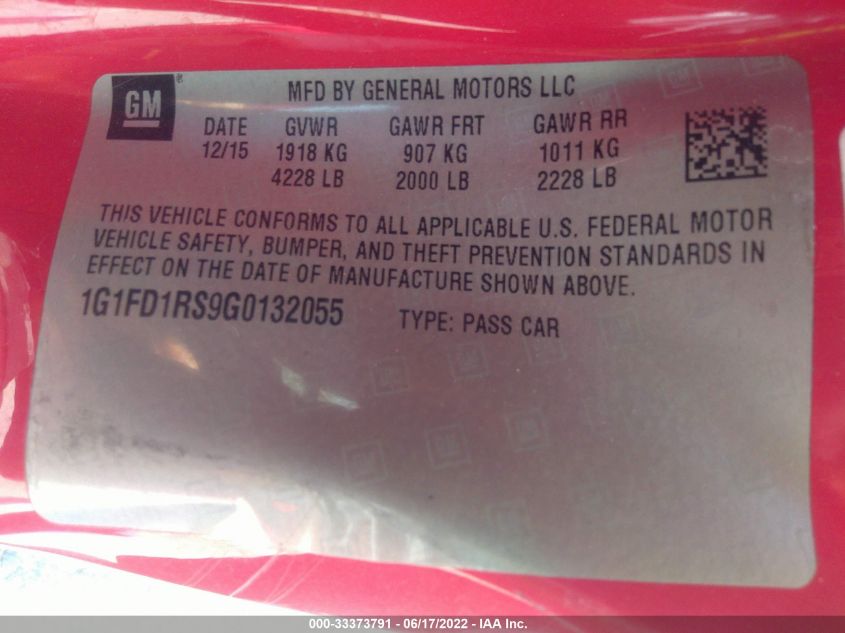 GM ®
MFD BY GENERAL MOTORS LLC
DATE GVWR GAWR FRT GAWR RR
12/15 1918 KG 907 KG 1011 KG
4228 LB 2000 LB 2228 LB
THIS VEHICLE CONFORMS TO ALL APPLICABLE U.S. FEDERAL MOTOR
VEHICLE SAFETY, BUMPER, AND THEFT PREVENTION STANDARDS IN
EFFECT ON THE DATE OF MANUFACTURE SHOWN ABOVE.
1G1FD1RS9G0132055 TYPE: PASS CAR
000-33373791 - 06/17/2022 - IAA Inc.